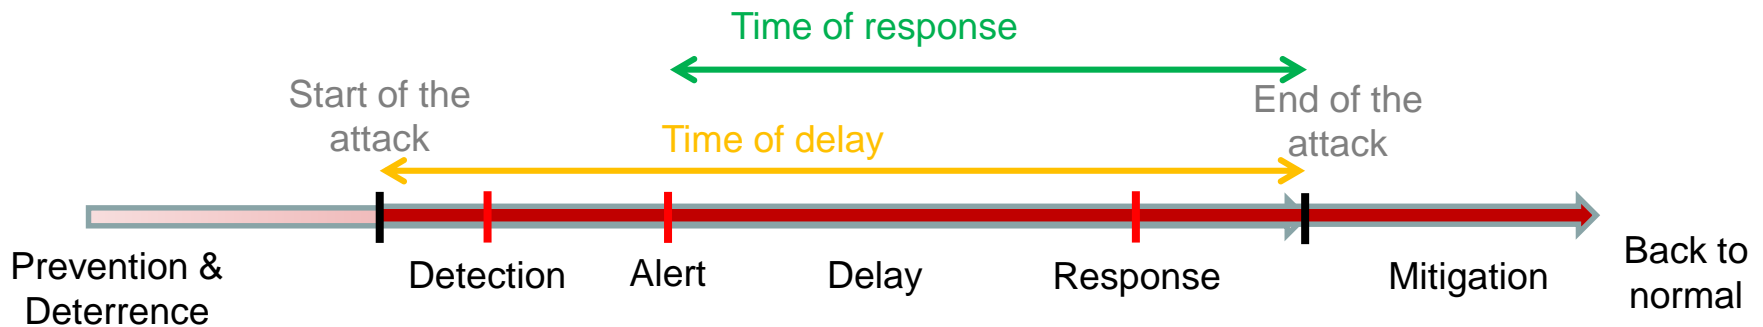 Time of response
Start of the
attack
End of the
attack
Time of delay
Prevention &
Deterrence
Detection
Alert
Delay
Response
Mitigation
Back to
normal